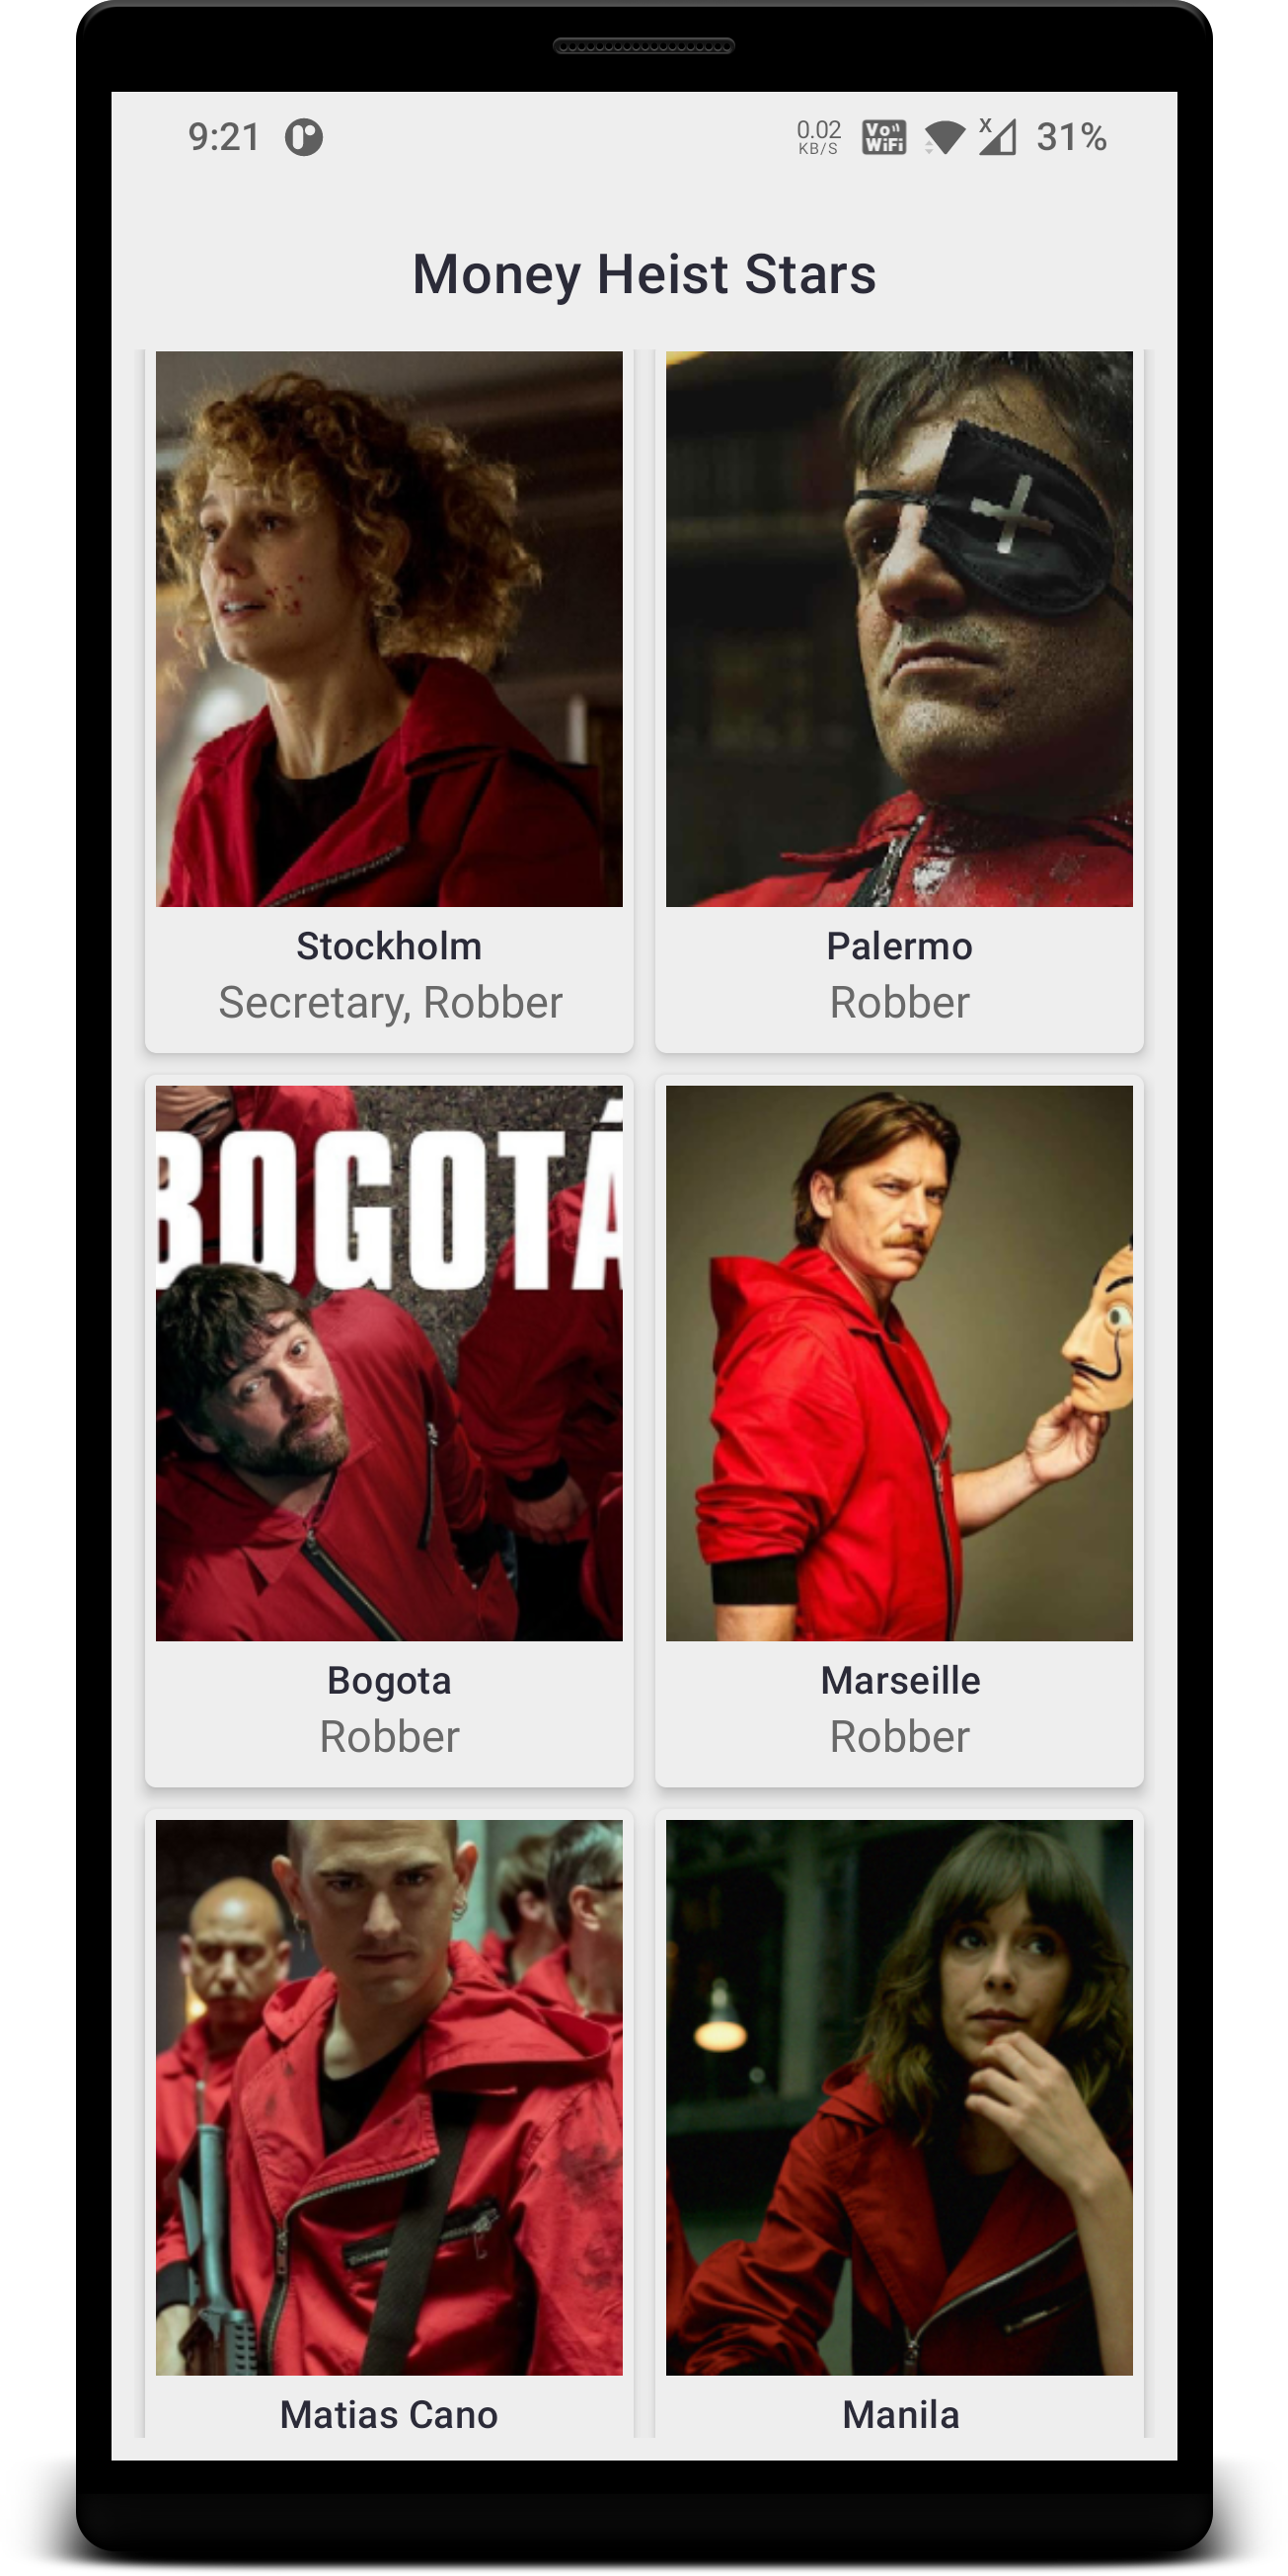 9:21
0.02
KB/S
Vo
WiFi
X
31%
Money Heist Stars
Stockholm
Secretary, Robber
Palermo
Robber
BOGOTÁ
Bogota
Robber
Marseille
Robber
Matias Cano
Manila